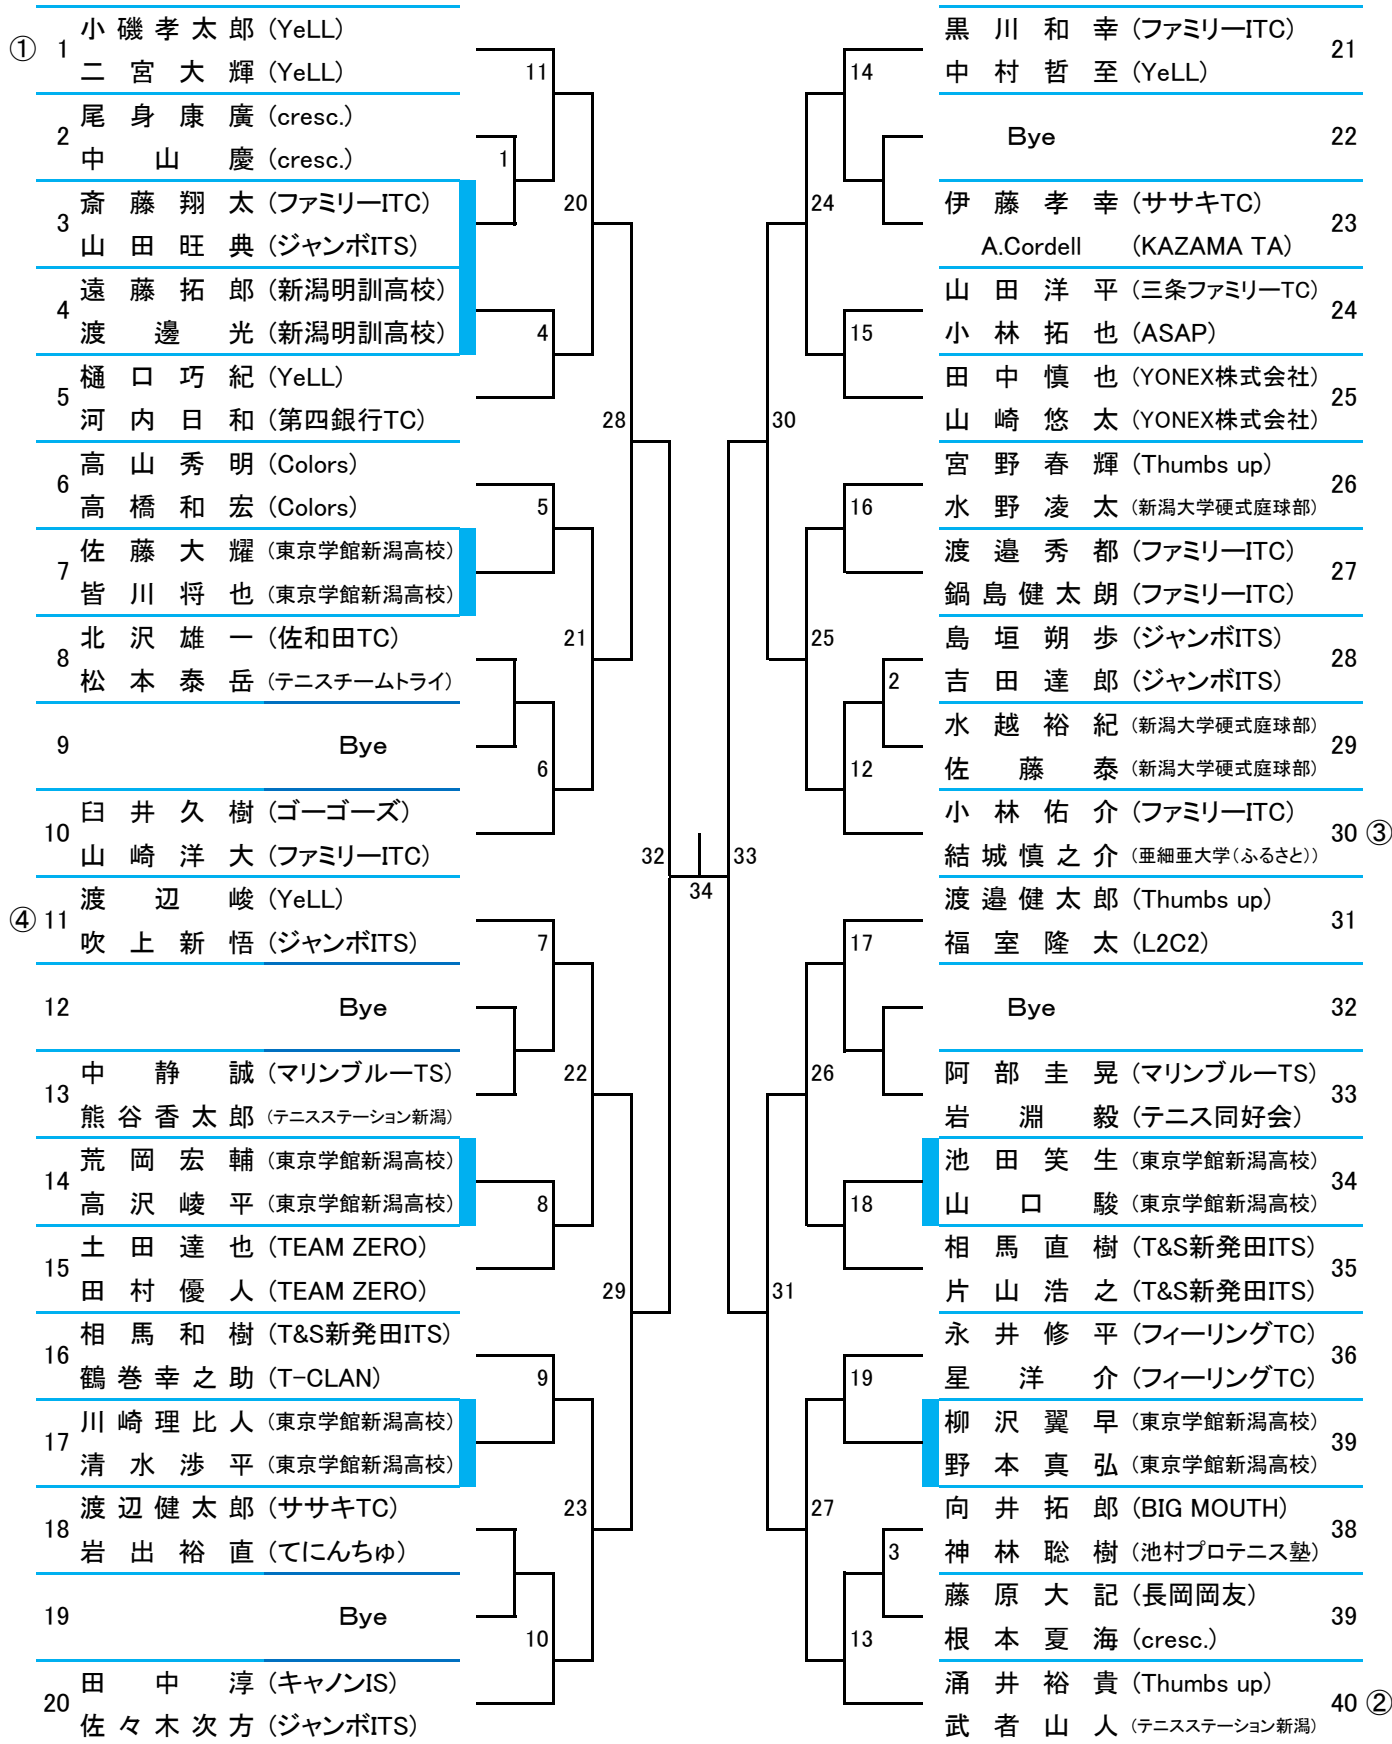 ① 1 小磯孝太郎 (YeLL)
二宮大輝 (YeLL)
2 尾身康廣 (cresc.)
中山慶 (cresc.)
3 斎藤翔太 (ファミリーITC)
山田旺典 (ジャンボITS)
4 遠藤拓郎 (新潟明訓高校)
渡邊光 (新潟明訓高校)
5 樋口巧紀 (YeLL)
河内日和 (第四銀行TC)
6 高山秀明 (Colors)
高橋和宏 (Colors)
7 佐藤大耀 (東京学館新潟高校)
皆川将也 (東京学館新潟高校)
8 北沢雄一 (佐和田TC)
松本泰岳 (テニスチームトライ)
9 Bye
10 臼井久樹 (ゴーゴーズ)
山崎洋大 (ファミリーITC)
④ 11 渡辺峻 (YeLL)
吹上新悟 (ジャンボITS)
12 Bye
13 中静誠 (マリンブルーTS)
熊谷香太郎 (テニスステーション新潟)
14 荒岡宏輔 (東京学館新潟高校)
高沢崚平 (東京学館新潟高校)
15 土田達也 (TEAM ZERO)
田村優人 (TEAM ZERO)
16 相馬和樹 (T&S新発田ITS)
鶴巻幸之助 (T-CLAN)
17 川崎理比人 (東京学館新潟高校)
清水渉平 (東京学館新潟高校)
18 渡辺健太郎 (ササキTC)
岩出裕直 (てにんちゅ)
19 Bye
20 田中淳 (キャノンIS)
佐々木次方 (ジャンボITS)
11
1
20
4
28
5
21
6
32
7
22
8
29
9
23
10
34
33
14
24
15
30
16
25
2
12
17
26
18
31
19
27
3
13
黒川和幸 (ファミリーITC) 21
中村哲至 (YeLL)
Bye 22
伊藤孝幸 (ササキTC) 23
A.Cordell (KAZAMA TA)
山田洋平 (三条ファミリーTC) 24
小林拓也 (ASAP)
田中慎也 (YONEX株式会社) 25
山崎悠太 (YONEX株式会社)
宮野春輝 (Thumbs up) 26
水野凌太 (新潟大学硬式庭球部)
渡邉秀都 (ファミリーITC) 27
鍋島健太朗 (ファミリーITC)
島垣朔歩 (ジャンボITS) 28
吉田達郎 (ジャンボITS)
水越裕紀 (新潟大学硬式庭球部) 29
佐藤泰 (新潟大学硬式庭球部)
小林佑介 (ファミリーITC) 30 ③
結城慎之介 (亜細亜大学(ふるさと))
渡邉健太郎 (Thumbs up) 31
福室隆太 (L2C2)
Bye 32
阿部圭晃 (マリンブルーTS) 33
岩淵毅 (テニス同好会)
池田笑生 (東京学館新潟高校) 34
山口駿 (東京学館新潟高校)
相馬直樹 (T&S新発田ITS) 35
片山浩之 (T&S新発田ITS)
永井修平 (フィーリングTC) 36
星洋介 (フィーリングTC)
柳沢翼早 (東京学館新潟高校) 39
野本真弘 (東京学館新潟高校)
向井拓郎 (BIG MOUTH) 38
神林聡樹 (池村プロテニス塾)
藤原大記 (長岡岡友) 39
根本夏海 (cresc.)
涌井裕貴 (Thumbs up) 40 ②
武者山人 (テニスステーション新潟)